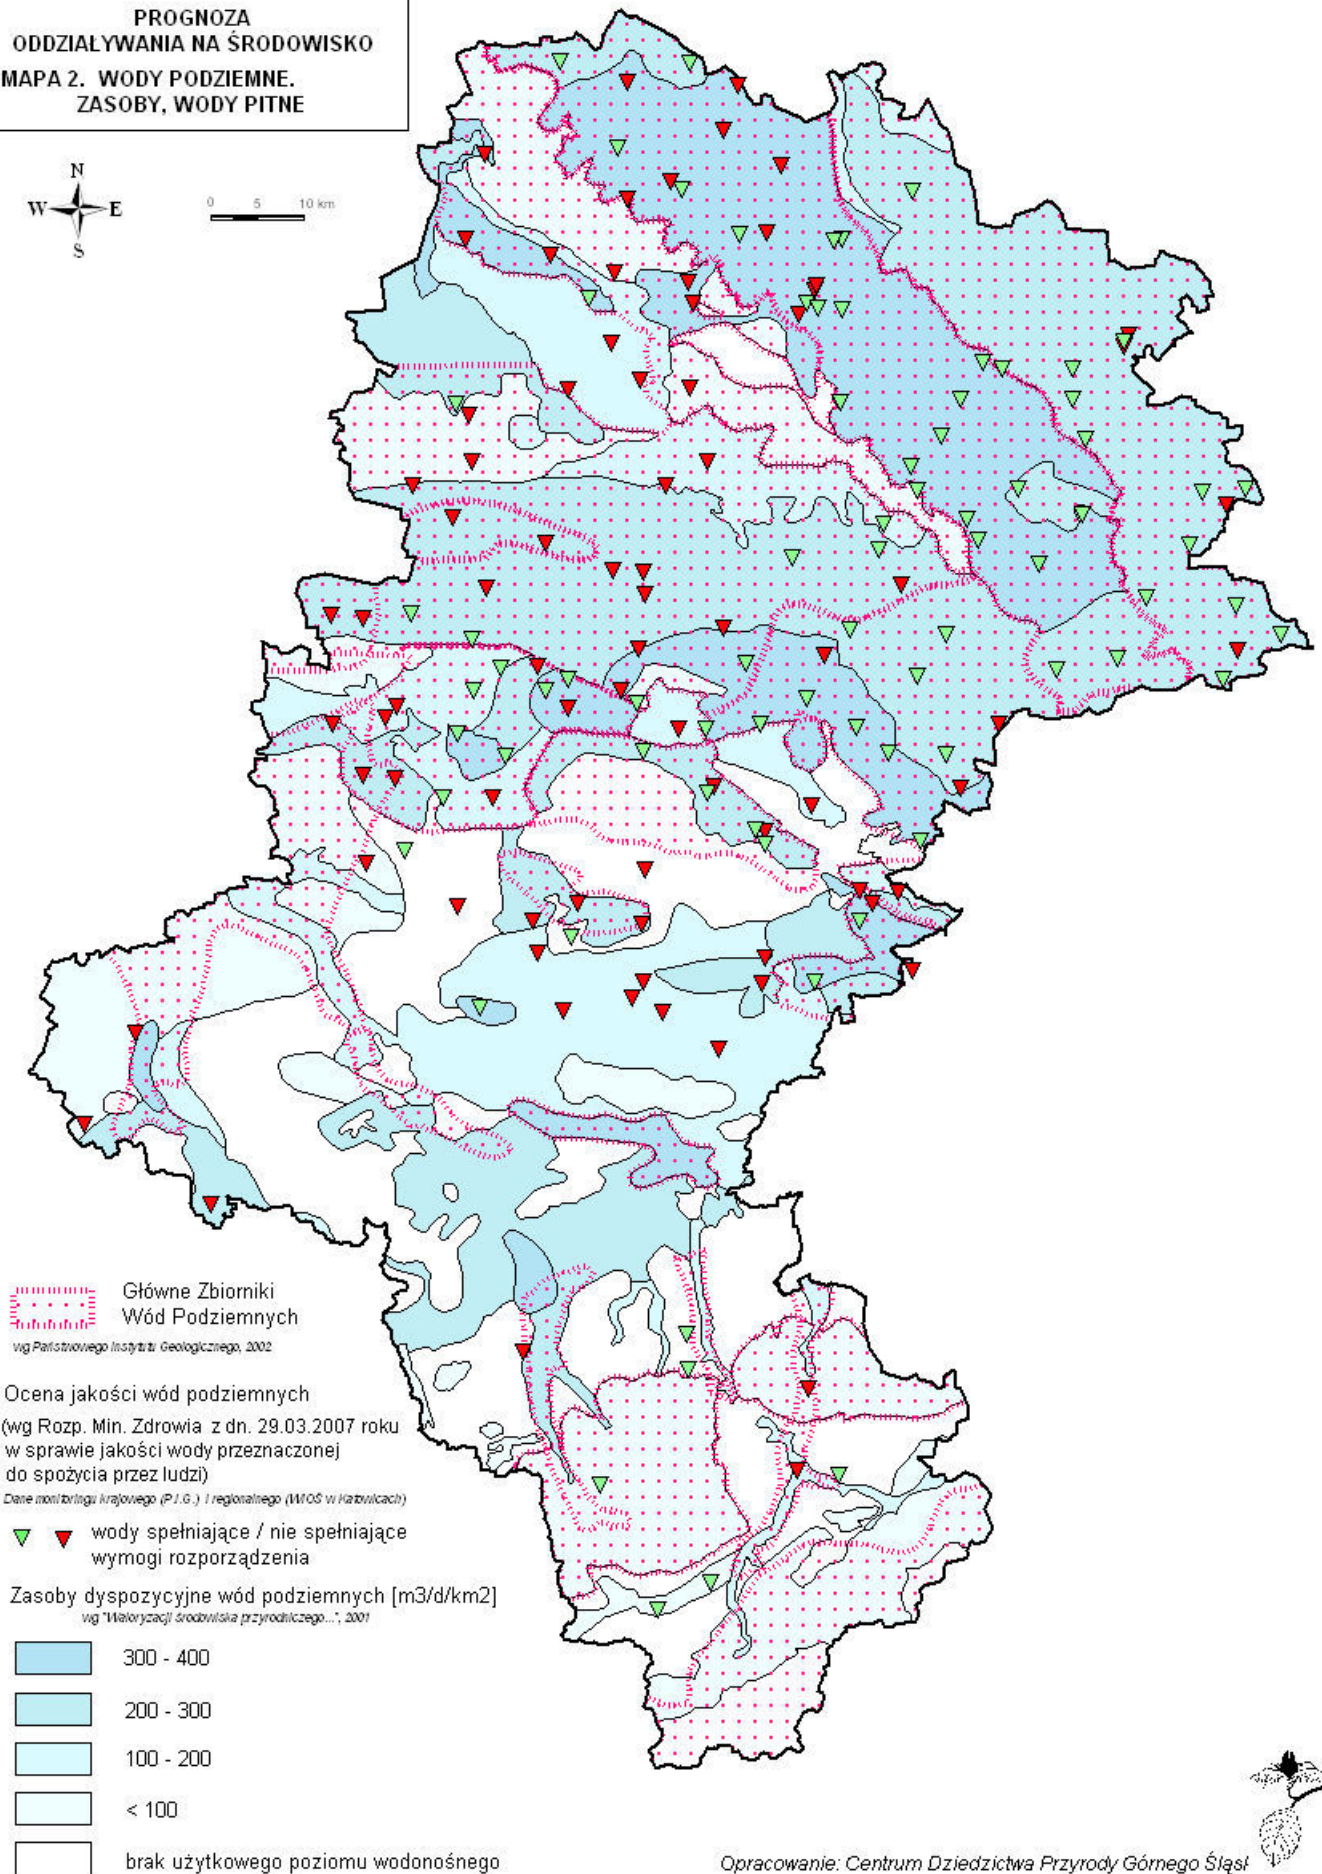 PROGNOZA
ODDZIAŁYWANIA NA ŚRODOWISKO
MAPA 2. WODY PODZIEMNE.
ZASOBY, WODY PITNE
N
W E
S
0 5 10 km
Główne Zbiorniki
Wód Podziemnych
wg Państwowego Instytutu Geologicznego, 2002
Ocena jakości wód podziemnych
(wg Rozp. Min. Zdrowia z dn. 29.03.2007 roku
w sprawie jakości wody przeznaczonej
do spożycia przez ludzi)
Dane monitoringu krajowego (P.I.G.) i regionalnego (WIOŚ w Katowicach)
wody spełniające / nie spełniające
wymogi rozporządzenia
Zasoby dyspozycyjne wód podziemnych [m3/d/km2]
wg "Waloryzacji środowiska przyrodniczego...", 2001
300 - 400
200 - 300
100 - 200
< 100
brak użytkowego poziomu wodonośnego
Opracowanie: Centrum Dziedzictwa Przyrody Górnego Śląsk